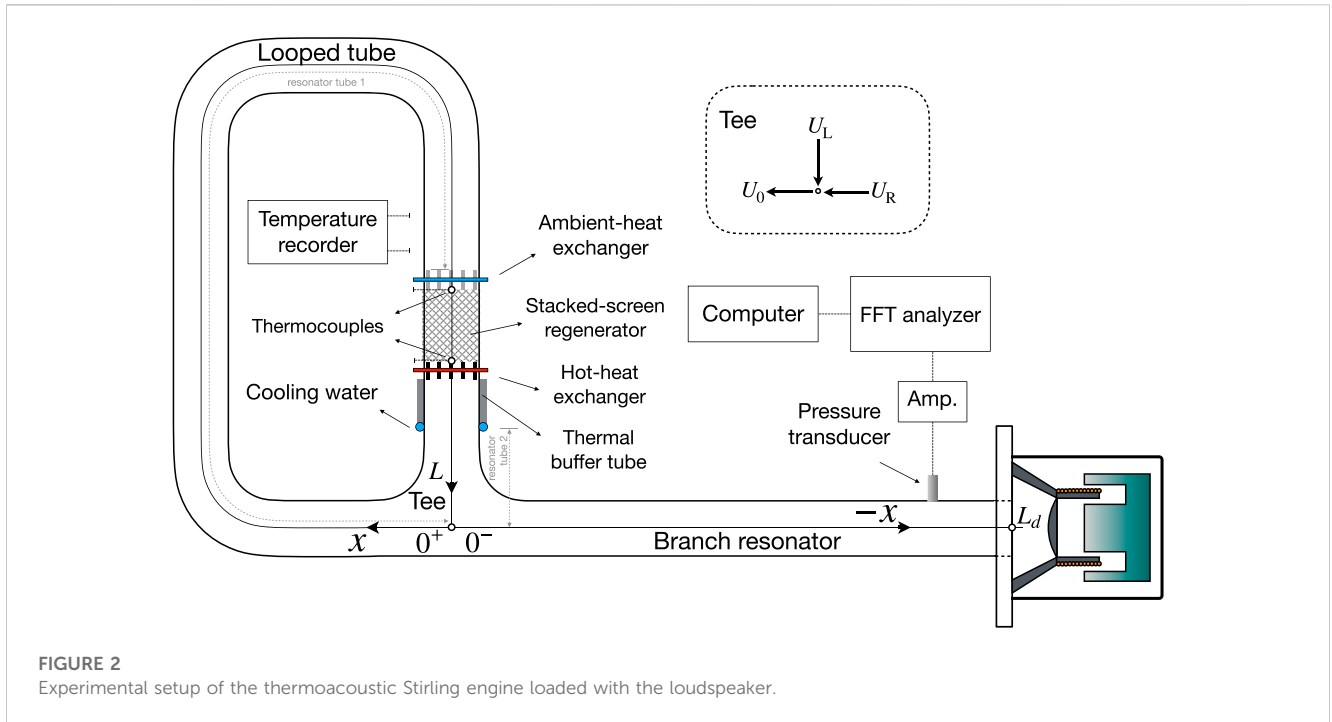 Looped tube
resonator tube 1
Tee
U_L
U_0
U_R
Temperature
recorder
Ambient-heat
exchanger
Stacked-screen
regenerator
Thermocouples
Computer
FFT analyzer
Hot-heat
exchanger
Cooling water
Amp.
Pressure
transducer
Thermal
buffer tube
resonator
tube 2
L
Tee
x
0⁺
0⁻
−x
L_d
Branch resonator
FIGURE 2
Experimental setup of the thermoacoustic Stirling engine loaded with the loudspeaker.